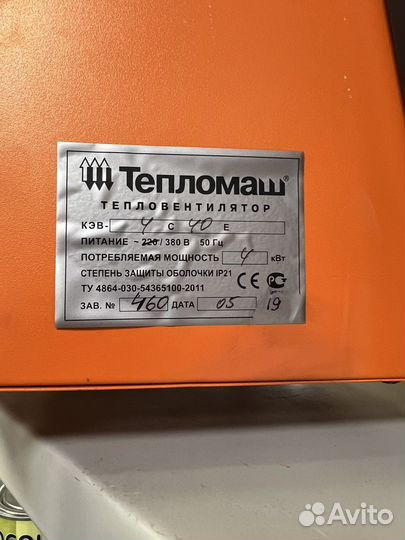 Тепломаш®
ТЕПЛОВЕНТИЛЯТОР
КЭВ- 4 С 40 Е
ПИТАНИЕ ~ 220 / 380 В 50 Гц
ПОТРЕБЛЯЕМАЯ МОЩНОСТЬ 4 кВт
СТЕПЕНЬ ЗАЩИТЫ ОБОЛОЧКИ IP21
ТУ 4864-030-54365100-2011
ЗАВ. № 460 ДАТА 05 19
CE
Avito